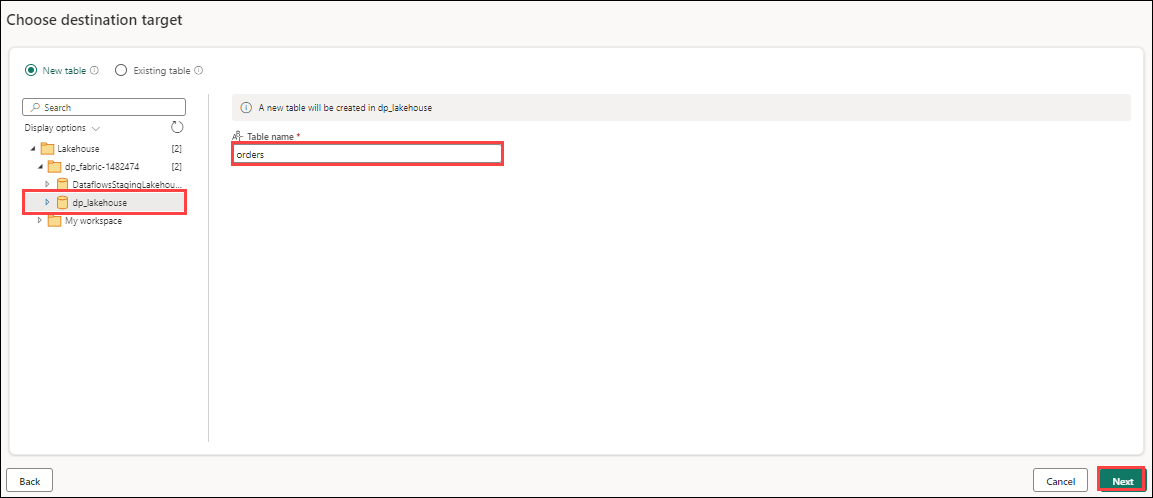 Choose destination target
New table
Existing table
Search
Display options
Lakehouse [2]
dp_fabric-1482474 [2]
DataflowsStagingLakehou...
dp_lakehouse
My workspace
A new table will be created in dp_lakehouse
Table name *
orders
Back
Cancel
Next